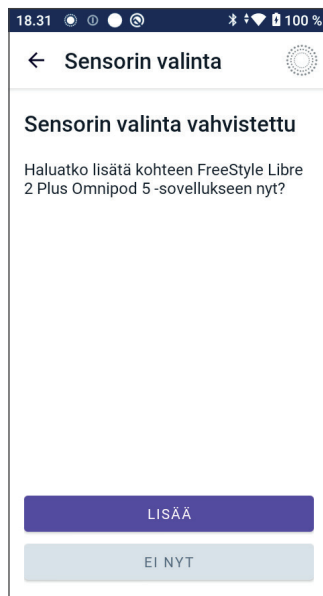 18.31 100 %
Sensorin valinta
Sensorin valinta vahvistettu
Haluatko lisätä kohteen FreeStyle Libre
2 Plus Omnipod 5 -sovellukseen nyt?
LISÄÄ
EI NYT